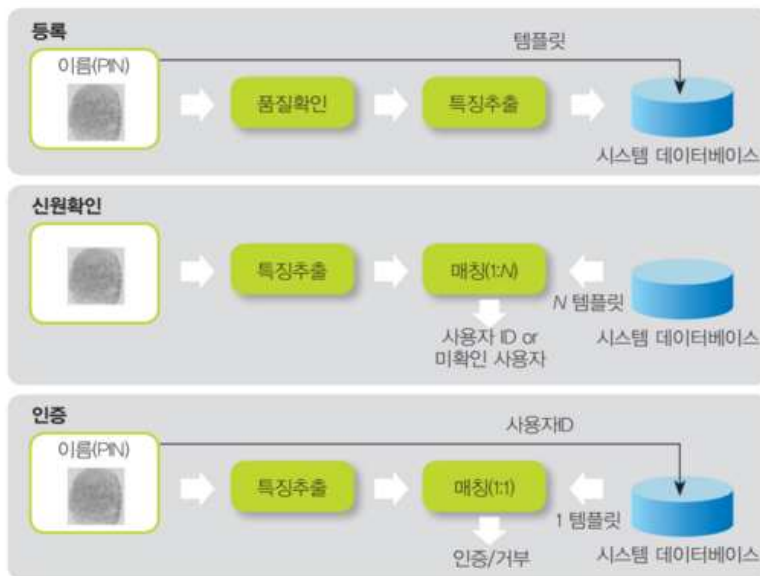 등록
이름(PIN)
템플릿
품질확인
특징추출
시스템 데이터베이스
신원확인
특징추출
매칭(1:N)
N 템플릿
사용자 ID or
미확인 사용자
시스템 데이터베이스
인증
이름(PIN)
사용자ID
특징추출
매칭(1:1)
1 템플릿
인증/거부
시스템 데이터베이스